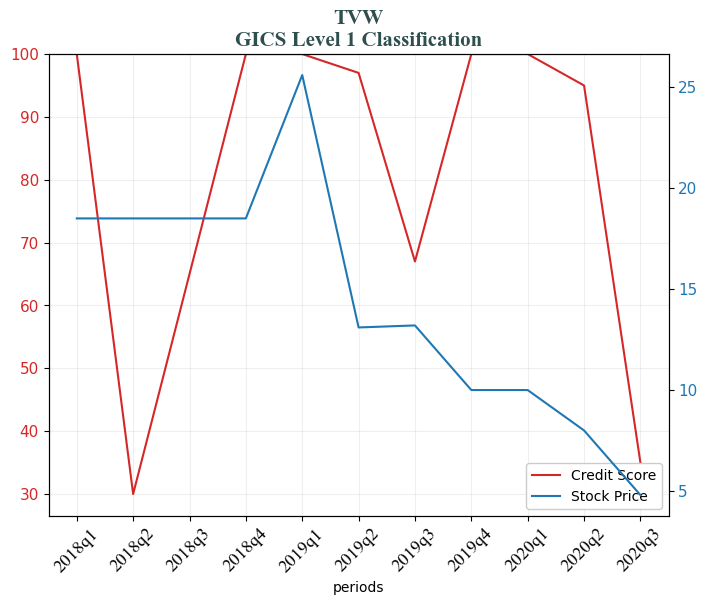 TVW
GICS Level 1 Classification
100
90
80
70
60
50
40
30
25
20
15
10
5
Credit Score
Stock Price
2018q1
2018q2
2018q3
2018q4
2019q1
2019q2
2019q3
2019q4
2020q1
2020q2
2020q3
periods